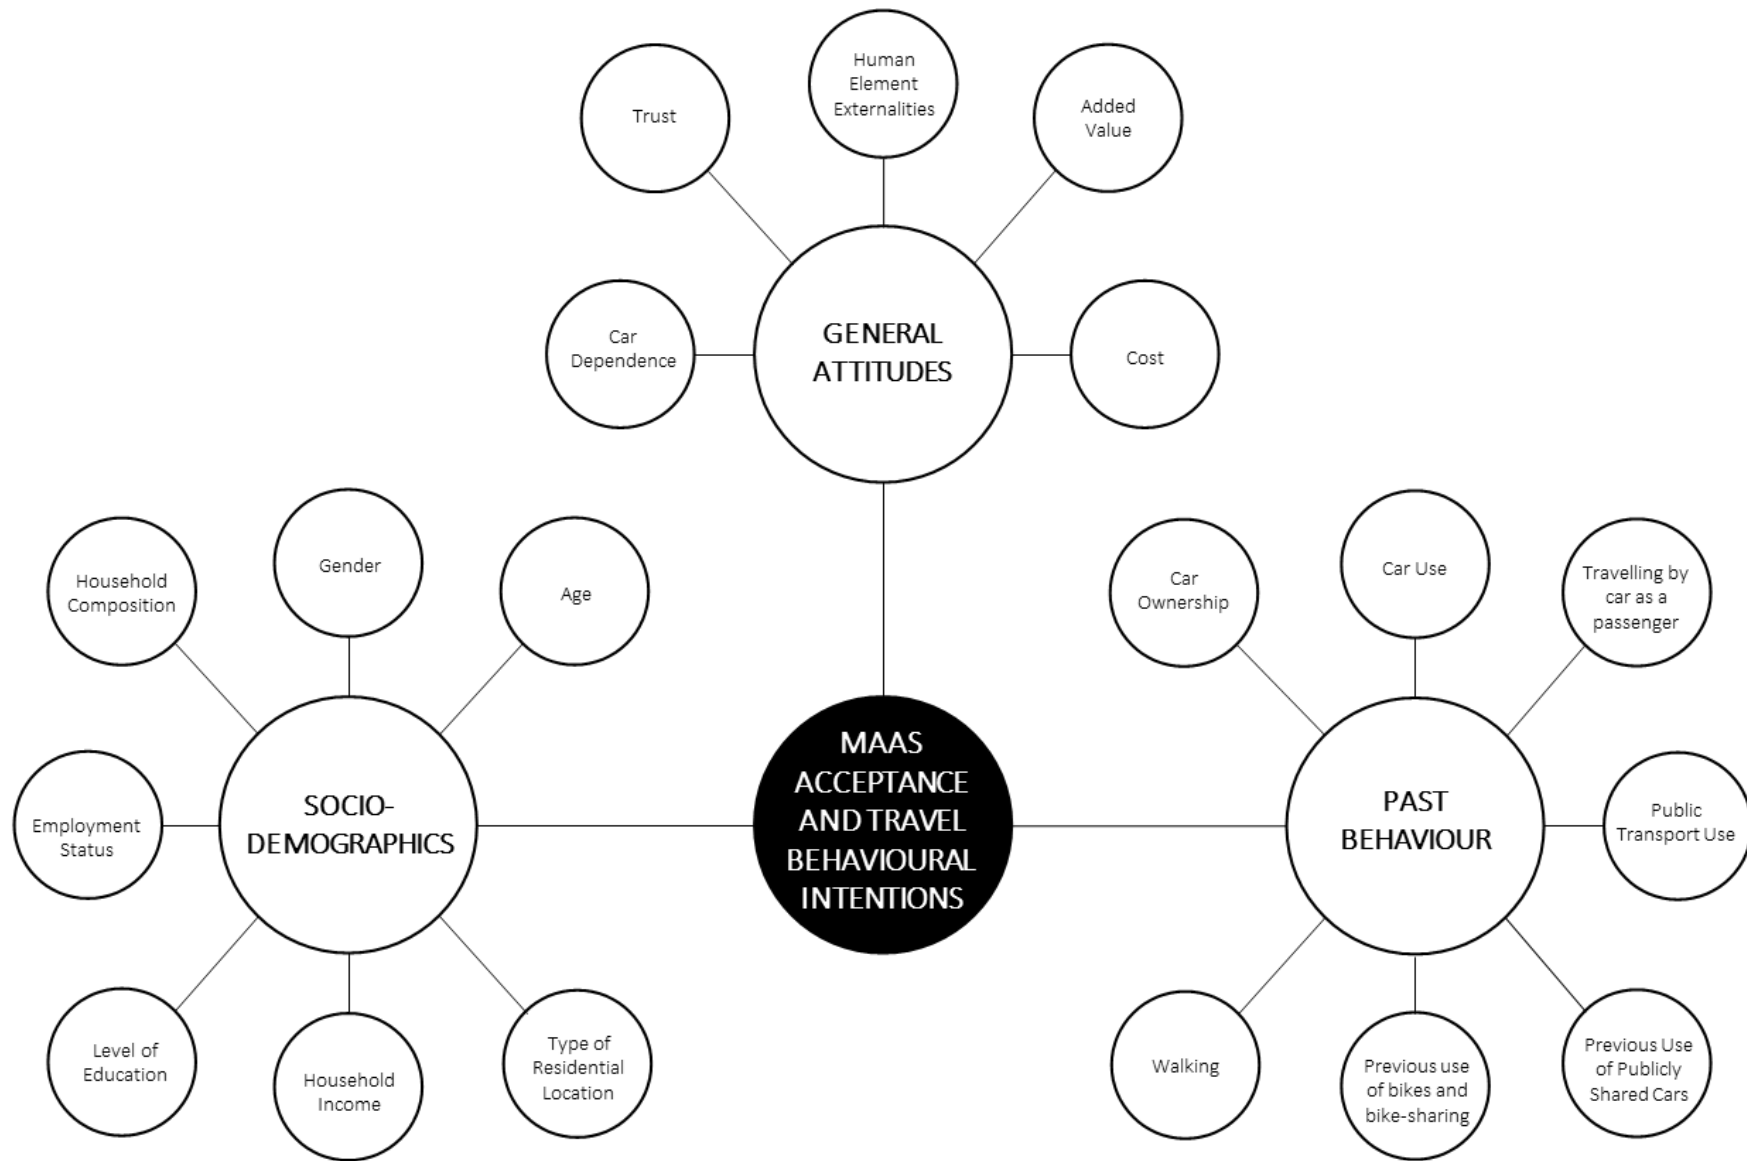 Human
Element
Externalities
Trust
Added
Value
Car
Dependence
GENERAL
ATTITUDES
Cost
Household
Composition
Gender
Age
Car
Ownership
Car Use
Travelling by
car as a
passenger
Employment
Status
SOCIO-
DEMOGRAPHICS
MAAS
ACCEPTANCE
AND TRAVEL
BEHAVIOURAL
INTENTIONS
PAST
BEHAVIOUR
Public
Transport Use
Level of
Education
Household
Income
Type of
Residential
Location
Walking
Previous use
of bikes and
bike-sharing
Previous Use
of Publicly
Shared Cars